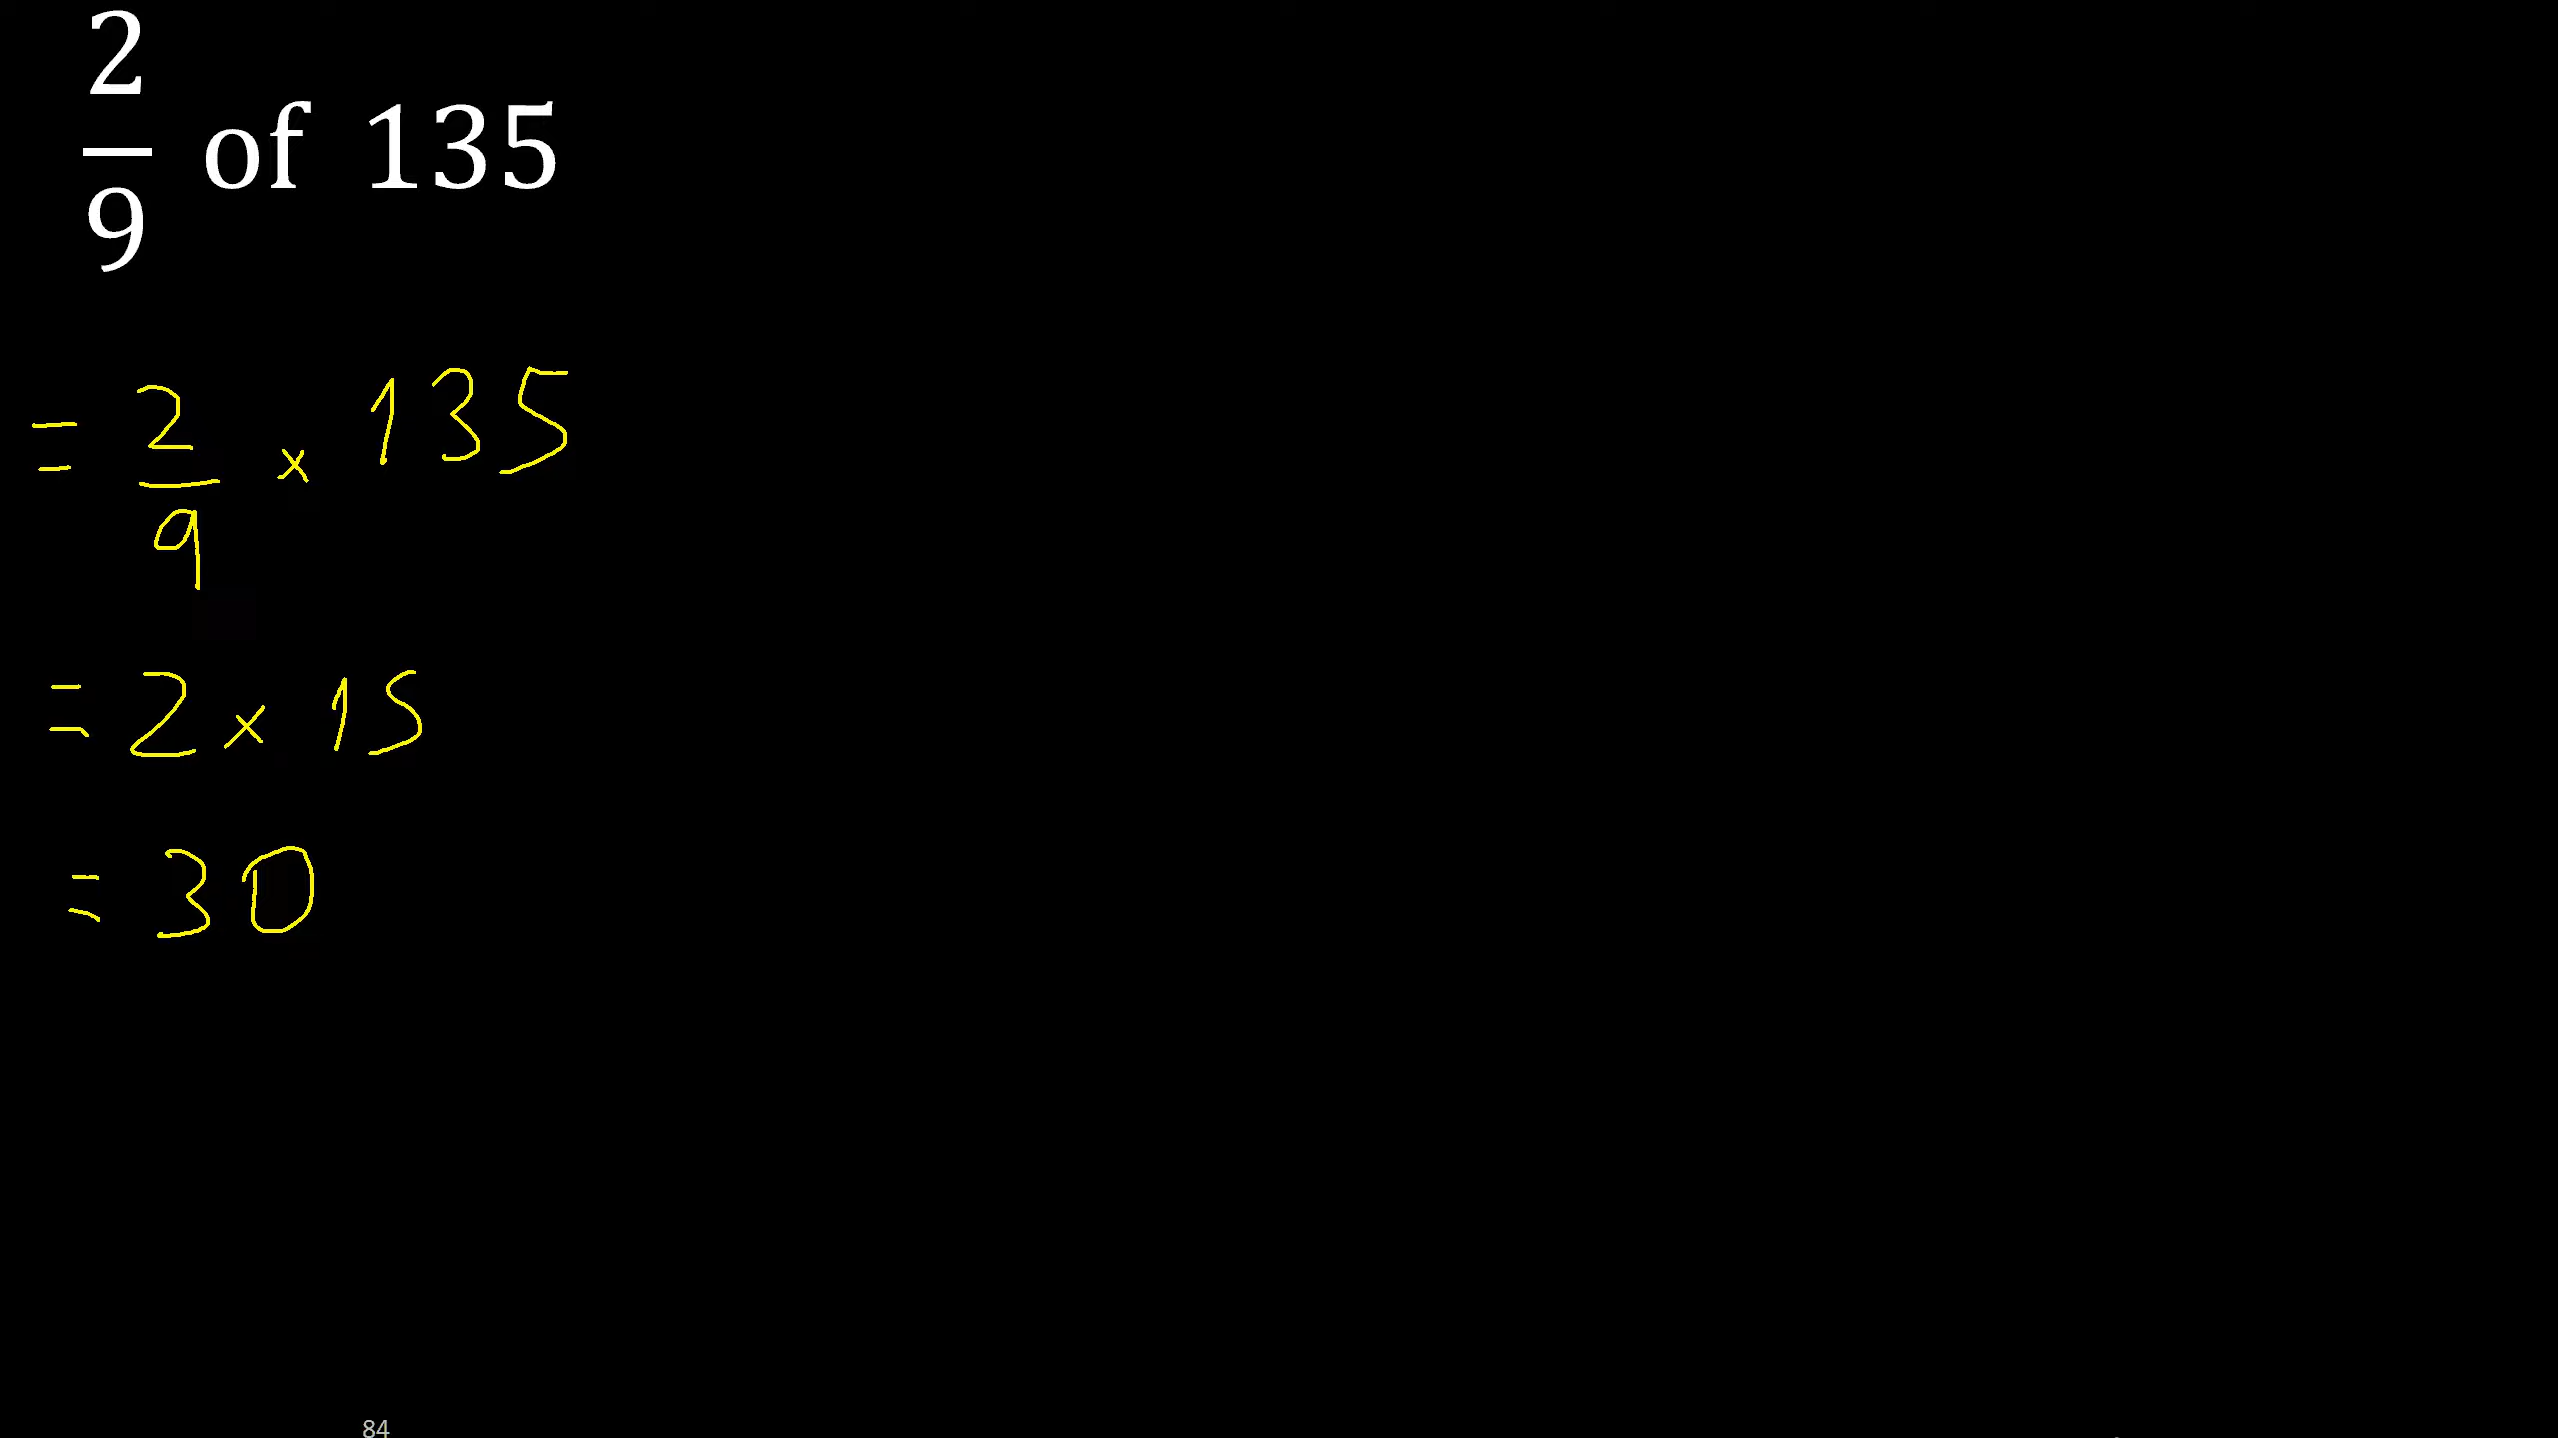 2/9 of 135
= 2/9 × 135
= 2 × 15
= 30
84